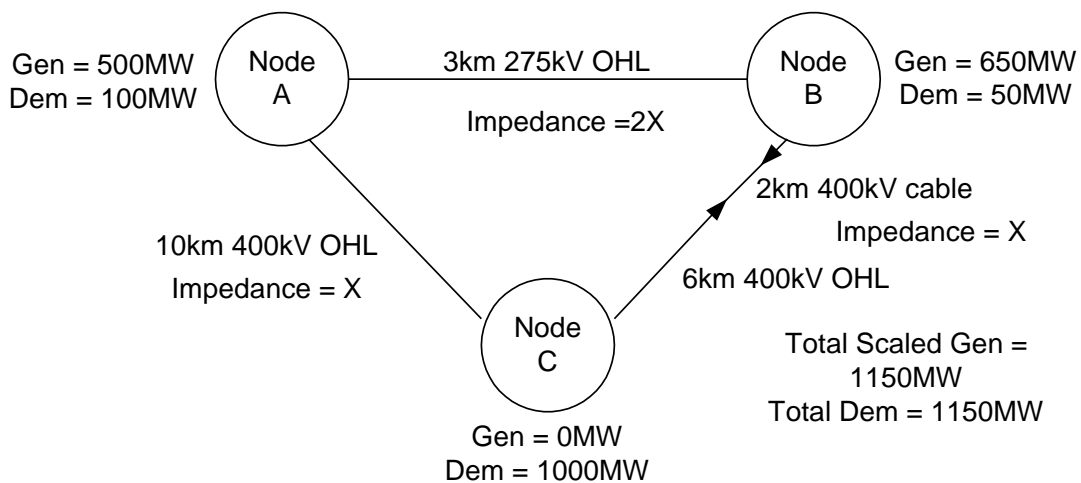 Gen = 500MW
Dem = 100MW
Node
A
3km 275kV OHL
Impedance =2X
Node
B
Gen = 650MW
Dem = 50MW
2km 400kV cable
Impedance = X
10km 400kV OHL
Impedance = X
6km 400kV OHL
Node
C
Total Scaled Gen =
1150MW
Total Dem = 1150MW
Gen = 0MW
Dem = 1000MW